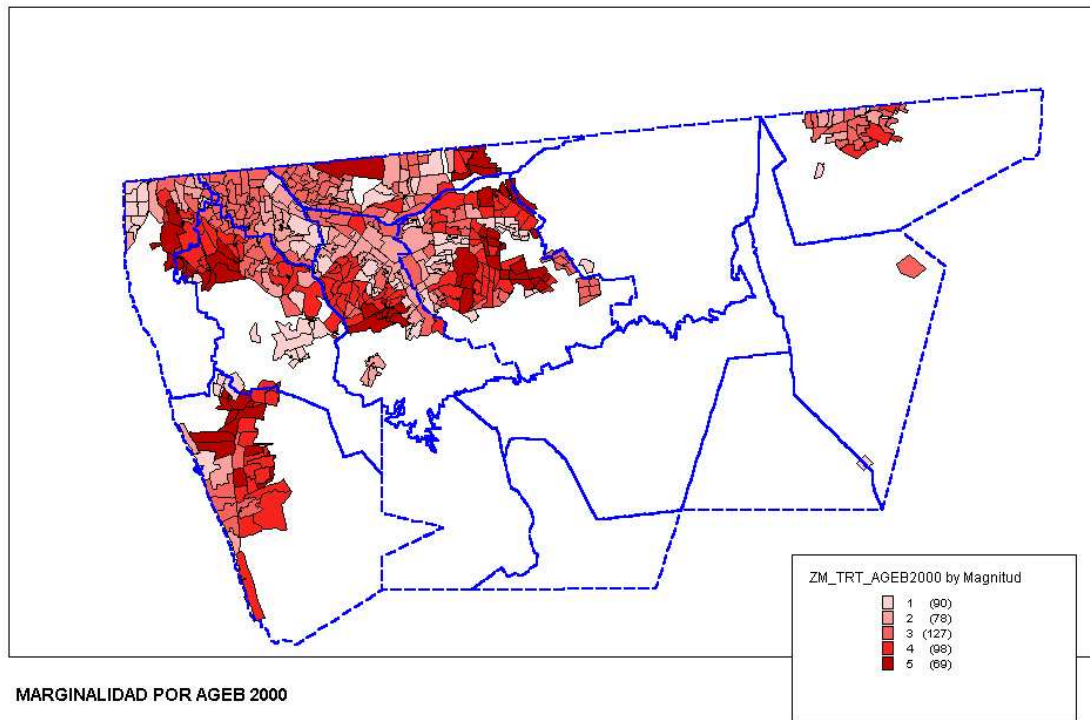 ZM_TRT_AGEB2000 by Magnitud
1 (90)
2 (78)
3 (127)
4 (98)
5 (69)
MARGINALIDAD POR AGEB 2000